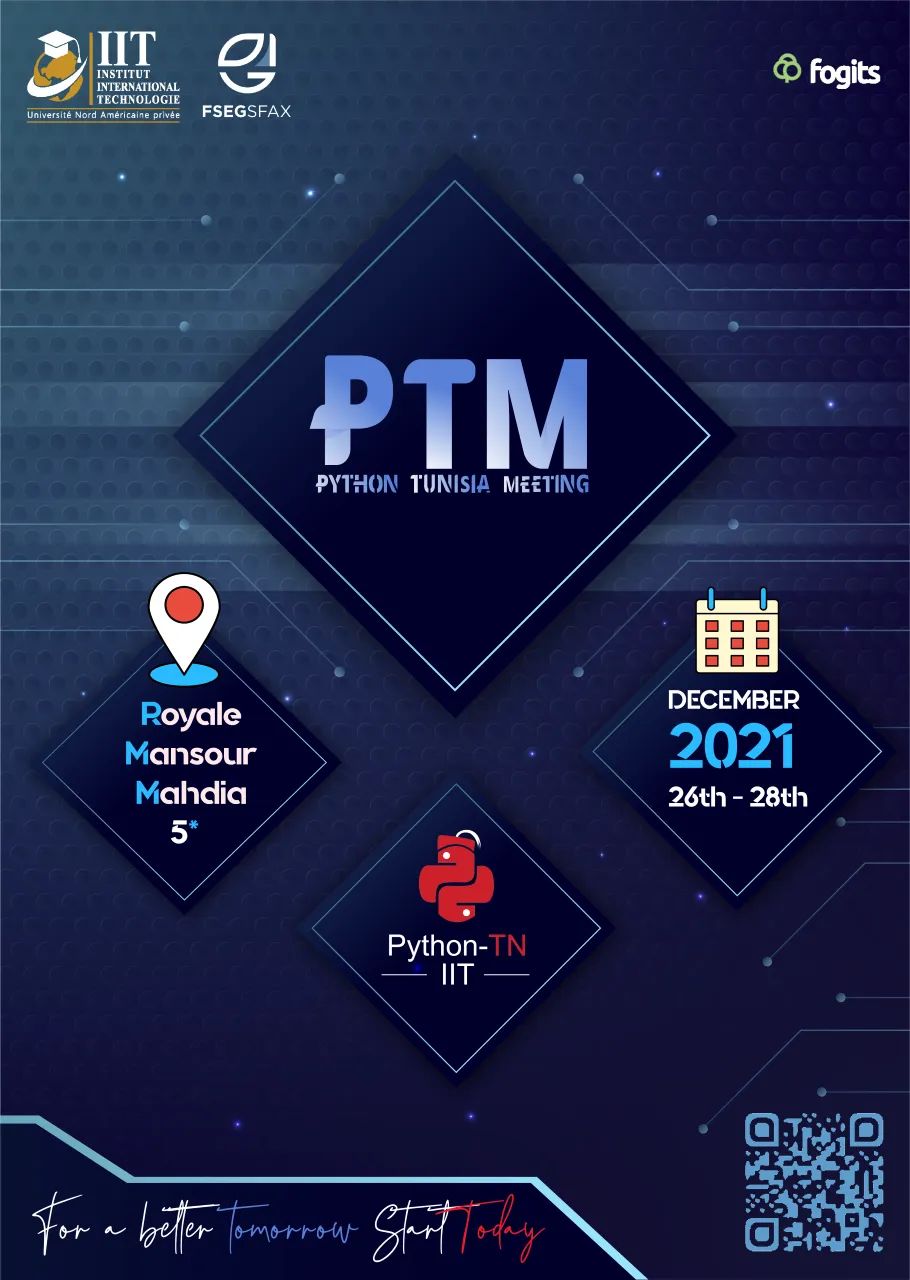 IIT
INSTITUT
INTERNATIONAL
TECHNOLOGIE
Université Nord Américaine privée
FSEGSFAX
fogits
PTM
PYTHON TUNISIA MEETING
Royale
Mansour
Mahdia
5*
DECEMBER
2021
26th - 28th
Python-TN
IIT
For a better tomorrow Start Today